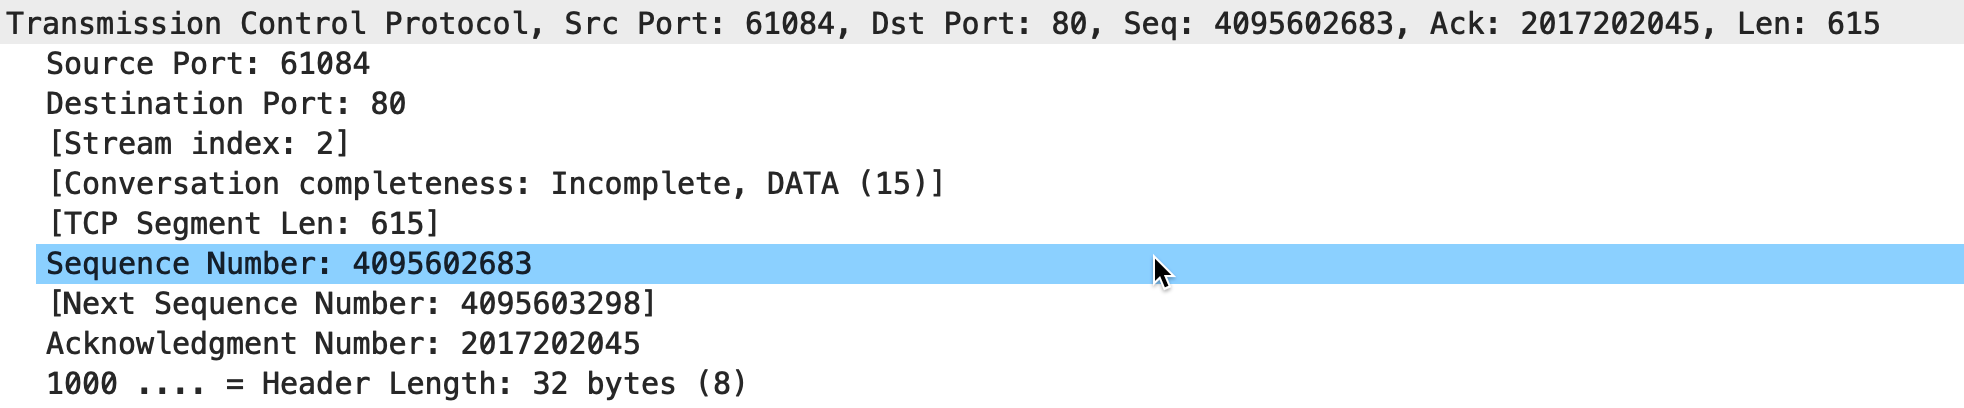 Transmission Control Protocol, Src Port: 61084, Dst Port: 80, Seq: 4095602683, Ack: 2017202045, Len: 615
Source Port: 61084
Destination Port: 80
[Stream index: 2]
[Conversation completeness: Incomplete, DATA (15)]
[TCP Segment Len: 615]
Sequence Number: 4095602683
[Next Sequence Number: 4095603298]
Acknowledgment Number: 2017202045
1000 .... = Header Length: 32 bytes (8)